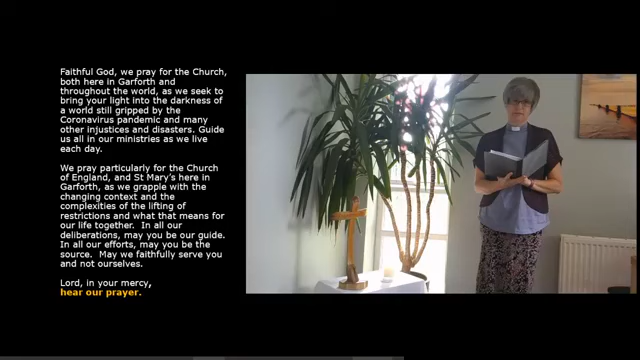 Faithful God, we pray for the Church,
both here in Garforth and
throughout the world, as we seek to
bring your light into the darkness of
a world still gripped by the
Coronavirus pandemic and many
other injustices and disasters. Guide
us all in our ministries as we live
each day.
We pray particularly for the Church
of England, and St Mary's here in
Garforth, as we grapple with the
changing context and the
complexities of the lifting of
restrictions and what that means for
our life together. In all our
deliberations, may you be our guide.
In all our efforts, may you be the
source. May we faithfully serve you
and not ourselves.
Lord, in your mercy,
hear our prayer.